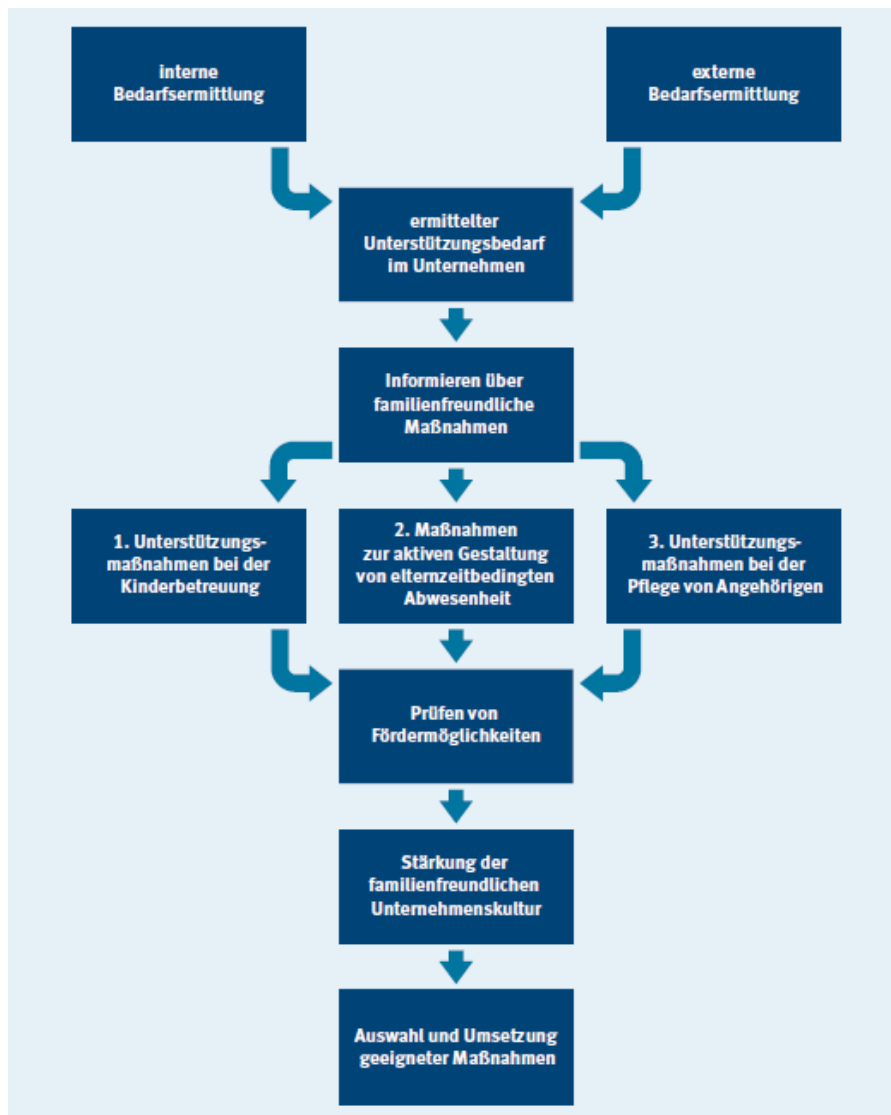 interne
Bedarfsermittlung
externe
Bedarfsermittlung
ermittelter
Unterstützungsbedarf
im Unternehmen
Informieren über
familienfreundliche
Maßnahmen
1. Unterstützungs-
maßnahmen bei der
Kinderbetreuung
2. Maßnahmen
zur aktiven Gestaltung
von elternzeitbedingten
Abwesenheit
3. Unterstützungs-
maßnahmen bei der
Pflege von Angehörigen
Prüfen von
Fördermöglichkeiten
Stärkung der
familienfreundlichen
Unternehmenskultur
Auswahl und Umsetzung
geeigneter Maßnahmen